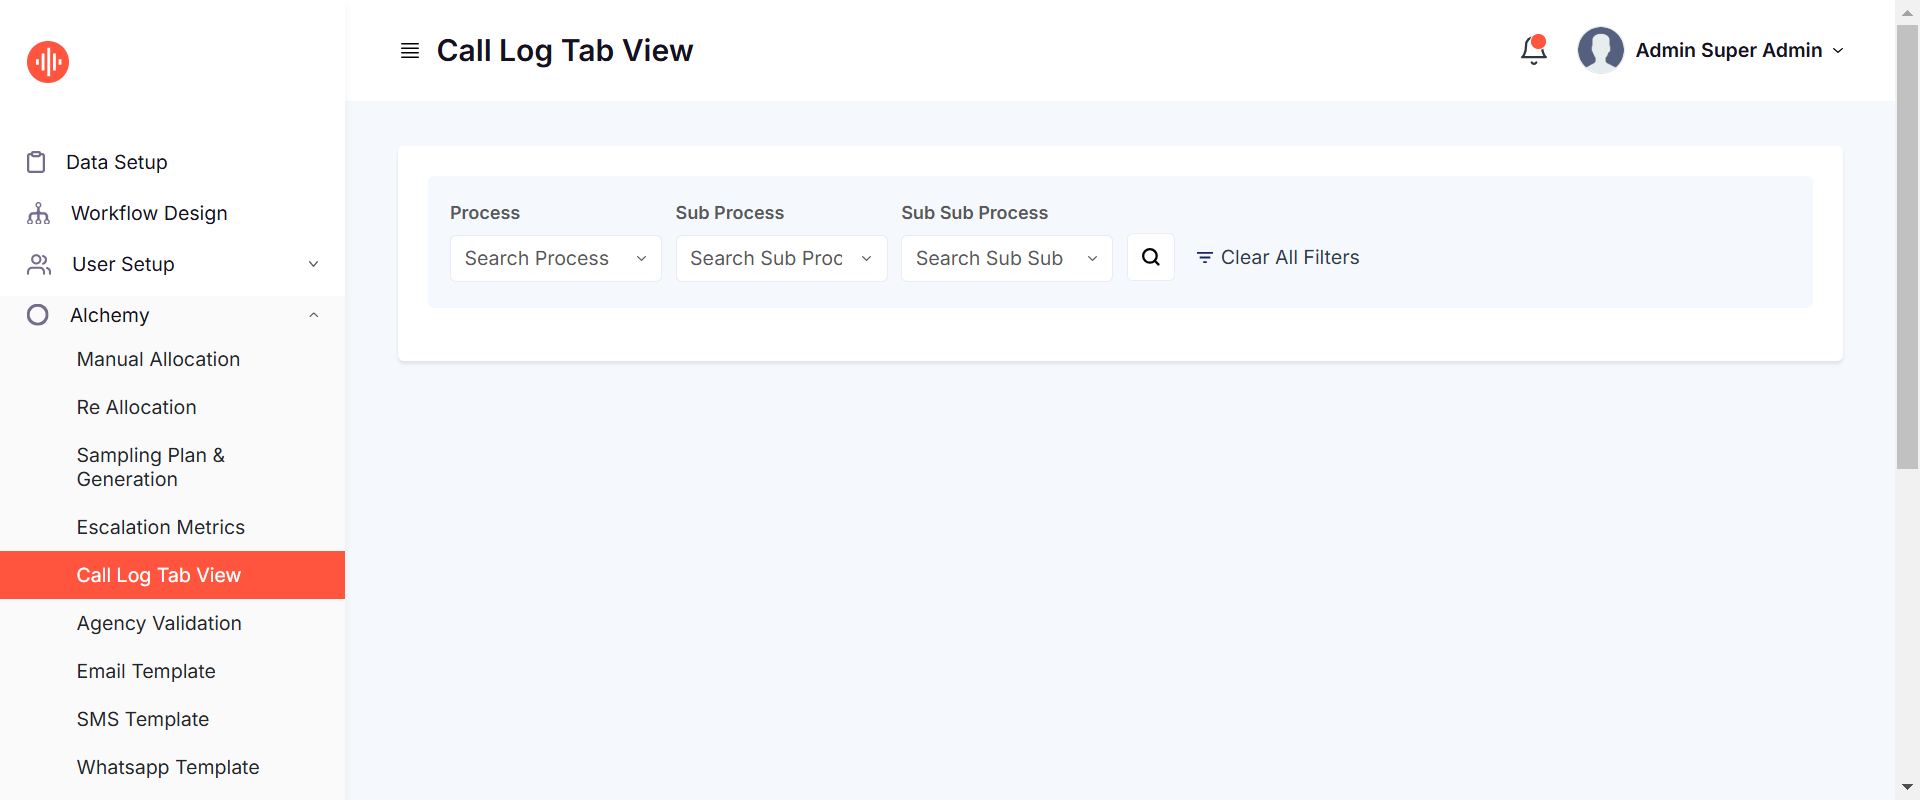 Call Log Tab View
Admin Super Admin
Data Setup
Workflow Design
User Setup
Alchemy
Manual Allocation
Re Allocation
Sampling Plan &
Generation
Escalation Metrics
Call Log Tab View
Agency Validation
Email Template
SMS Template
Whatsapp Template
Process
Sub Process
Sub Sub Process
Search Process
Search Sub Proc
Search Sub Sub
Clear All Filters